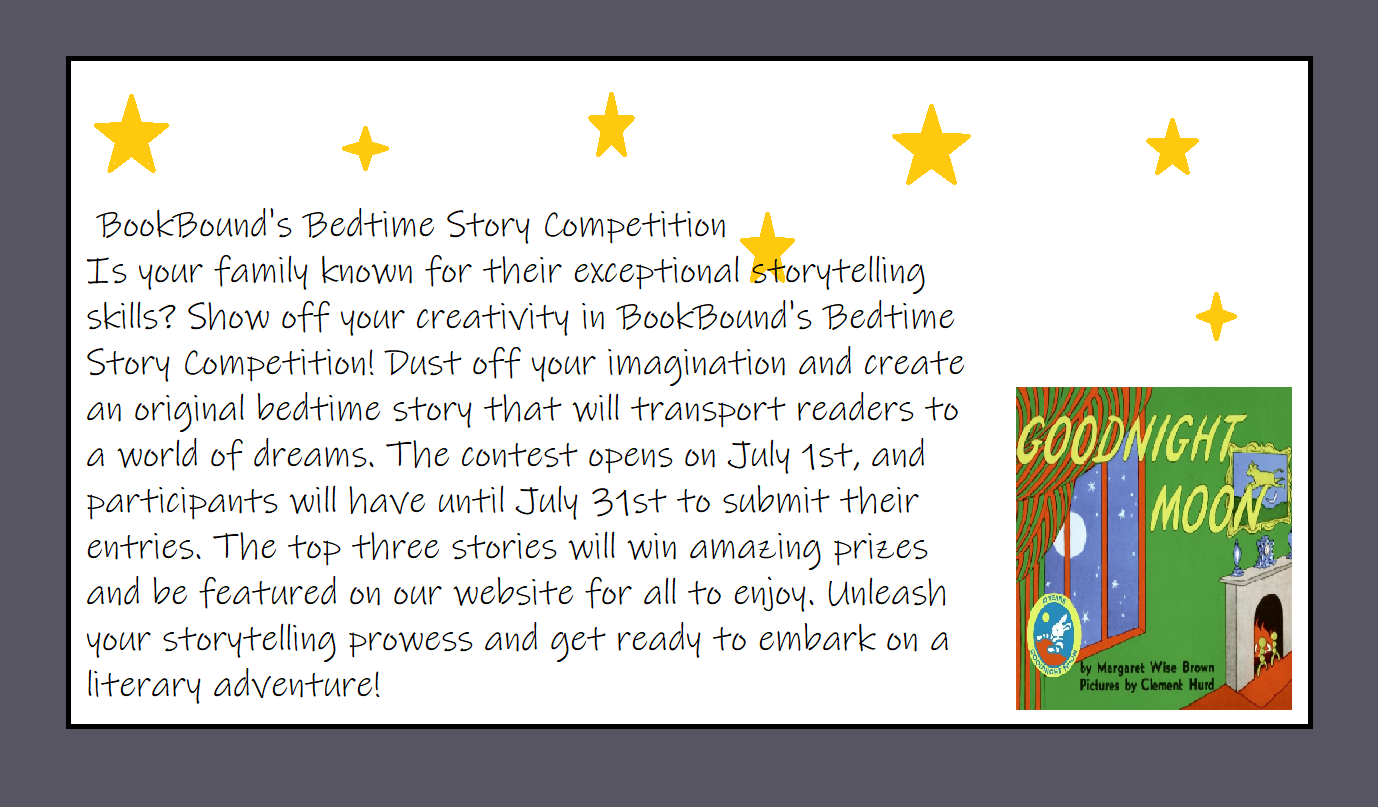 BookBound's Bedtime Story Competition
Is your family known for their exceptional storytelling
skills? Show off your creativity in BookBound's Bedtime
Story Competition! Dust off your imagination and create
an original bedtime story that will transport readers to
a world of dreams. The contest opens on July 1st, and
participants will have until July 31st to submit their
entries. The top three stories will win amazing prizes
and be featured on our website for all to enjoy. Unleash
your storytelling prowess and get ready to embark on a
literary adventure!
GOODNIGHT
MOON
by Margaret Wise Brown
Pictures by Clement Hurd